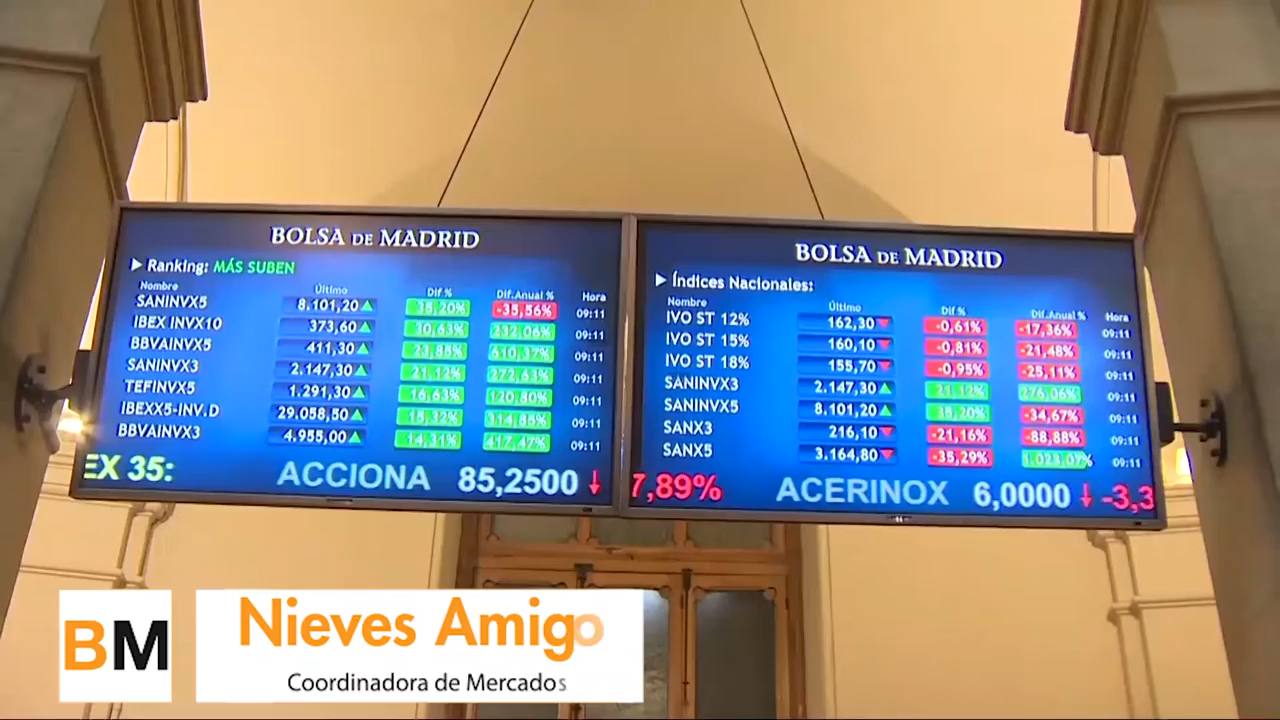 BOLSA DE MADRID
Ranking: MÁS SUBEN
Nombre Último Dif.% Dif.Anual % Hora
SANINVX5 8.101,20 35,20% -35,56% 09:11
IBEX INVX10 373,60 30,63% 232,06% 09:11
BBVAINVX5 411,30 23,85% 610,37% 09:11
SANINVX3 2.147,30 21,12% 272,63% 09:11
TEFINVX5 1.291,30 16,63% 120,80% 09:11
IBEXX5-INV.D 29.058,50 15,32% 314,85% 09:11
BBVAINVX3 4.955,00 14,31% 417,47% 09:11
EX 35: ACCIONA 85,2500
BOLSA DE MADRID
Índices Nacionales:
Nombre Último Dif % Dif.Anual % Hora
IVO ST 12% 162,30 -0,61% -17,36% 09:11
IVO ST 15% 160,10 -0,81% -21,48% 09:11
IVO ST 18% 155,70 -0,95% -25,11% 09:11
SANINVX3 2.147,30 21,12% 276,06% 09:11
SANINVX5 8.101,20 35,20% -34,67% 09:11
SANX3 216,10 -21,16% -88,88% 09:11
SANX5 3.164,80 -35,29% 1.023,07% 09:11
7,89% ACERINOX 6,0000 -3,3
BM
Nieves Amigo
Coordinadora de Mercados